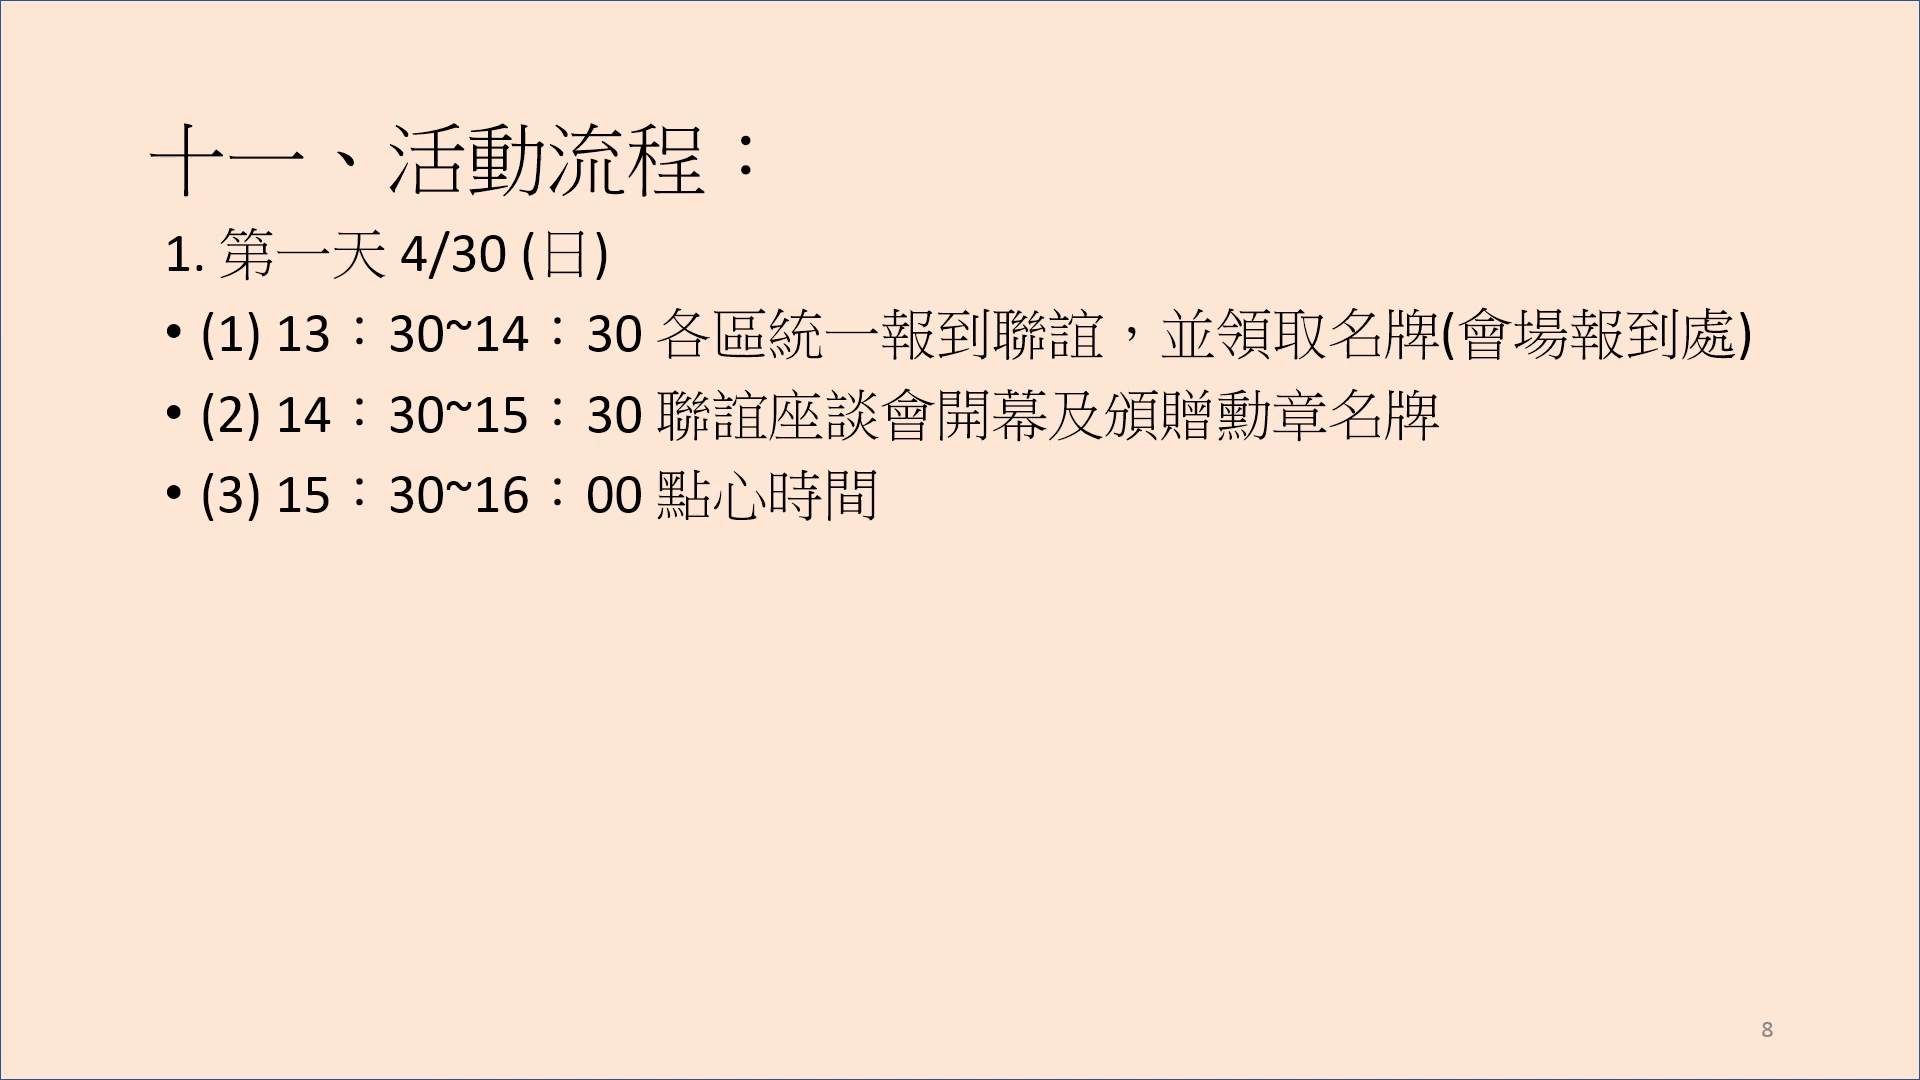 十一、活動流程：
1. 第一天 4/30 (日)
• (1) 13：30~14：30 各區統一報到聯誼，並領取名牌(會場報到處)
• (2) 14：30~15：30 聯誼座談會開幕及頒贈勳章名牌
• (3) 15：30~16：00 點心時間
8